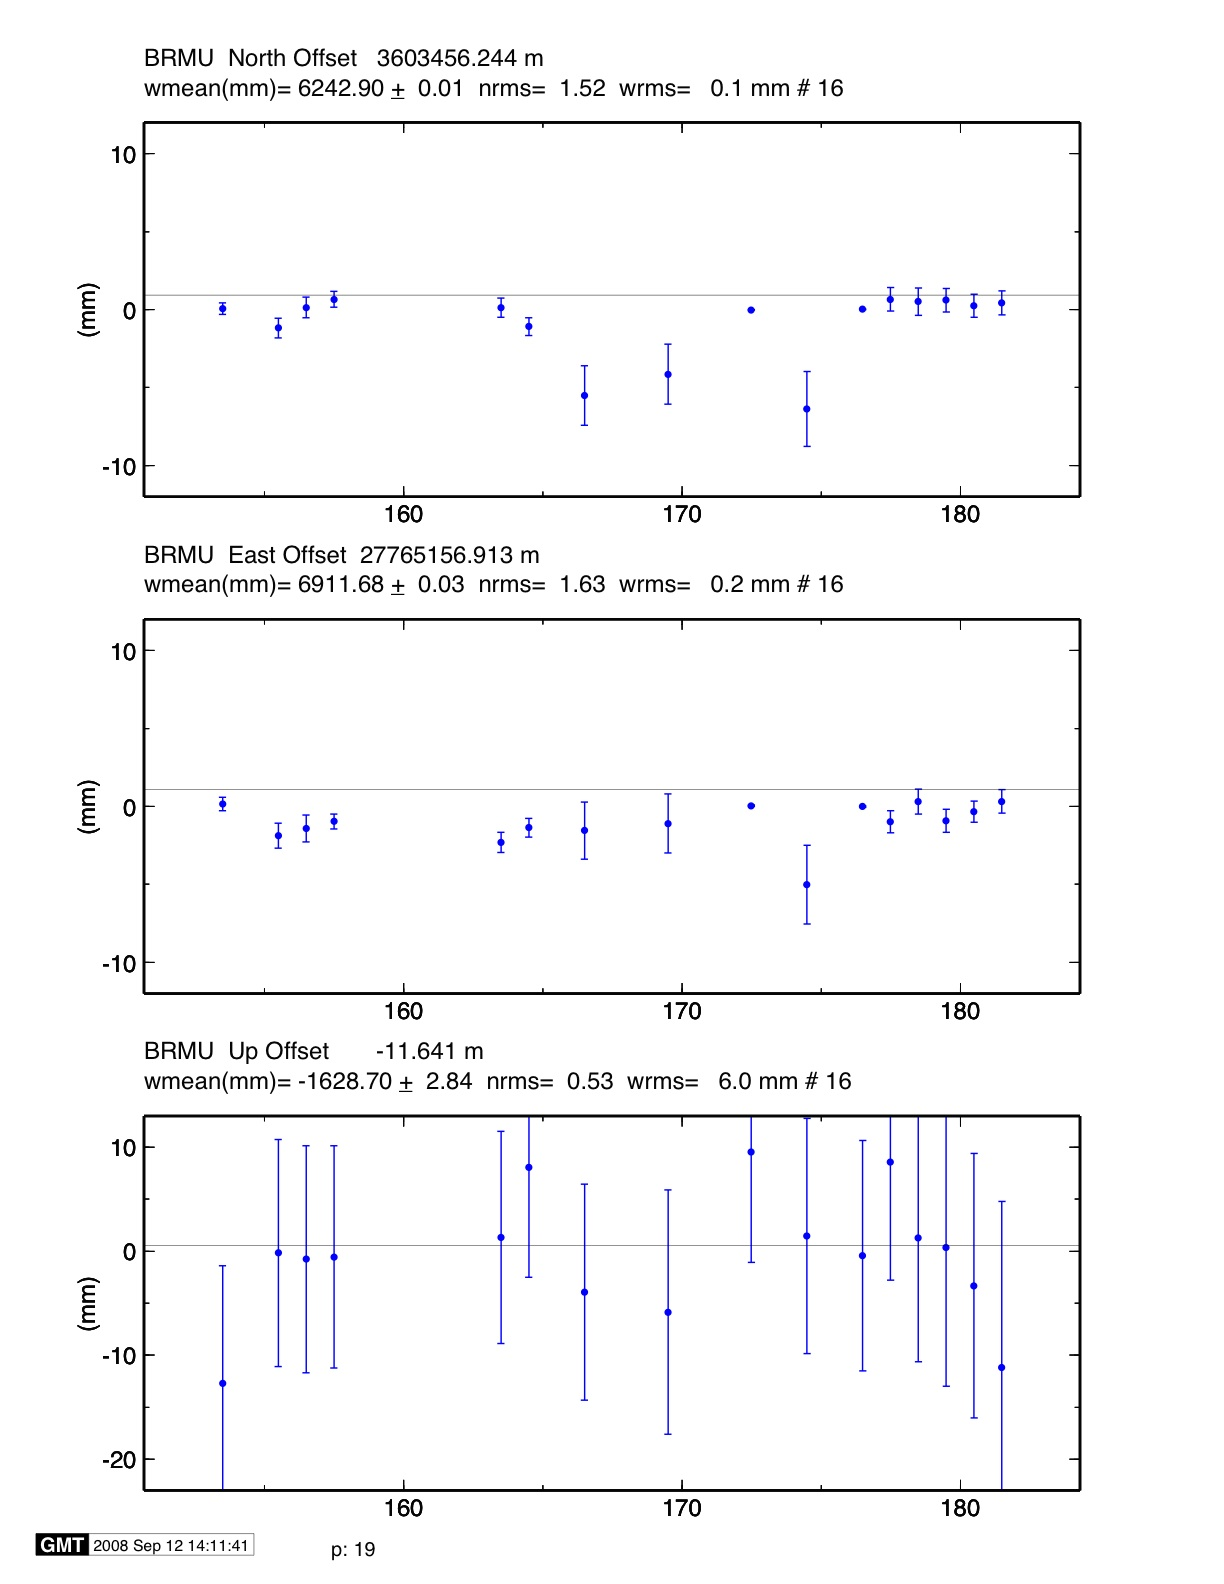 BRMU North Offset 3603456.244 m
wmean(mm)= 6242.90 ± 0.01 nrms= 1.52 wrms= 0.1 mm # 16
10
0
-10
(mm)
160 170 180
BRMU East Offset 27765156.913 m
wmean(mm)= 6911.68 ± 0.03 nrms= 1.63 wrms= 0.2 mm # 16
10
0
-10
(mm)
160 170 180
BRMU Up Offset -11.641 m
wmean(mm)= -1628.70 ± 2.84 nrms= 0.53 wrms= 6.0 mm # 16
10
0
-10
-20
(mm)
160 170 180
GMT 2008 Sep 12 14:11:41 p: 19